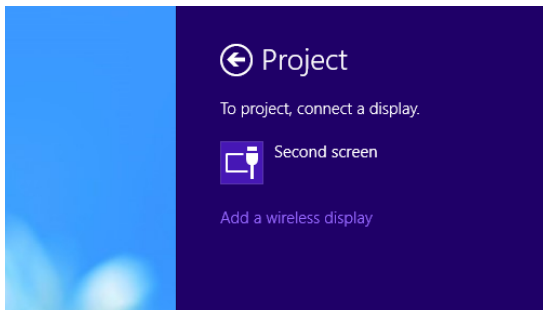 Project
To project, connect a display.
Second screen
Add a wireless display